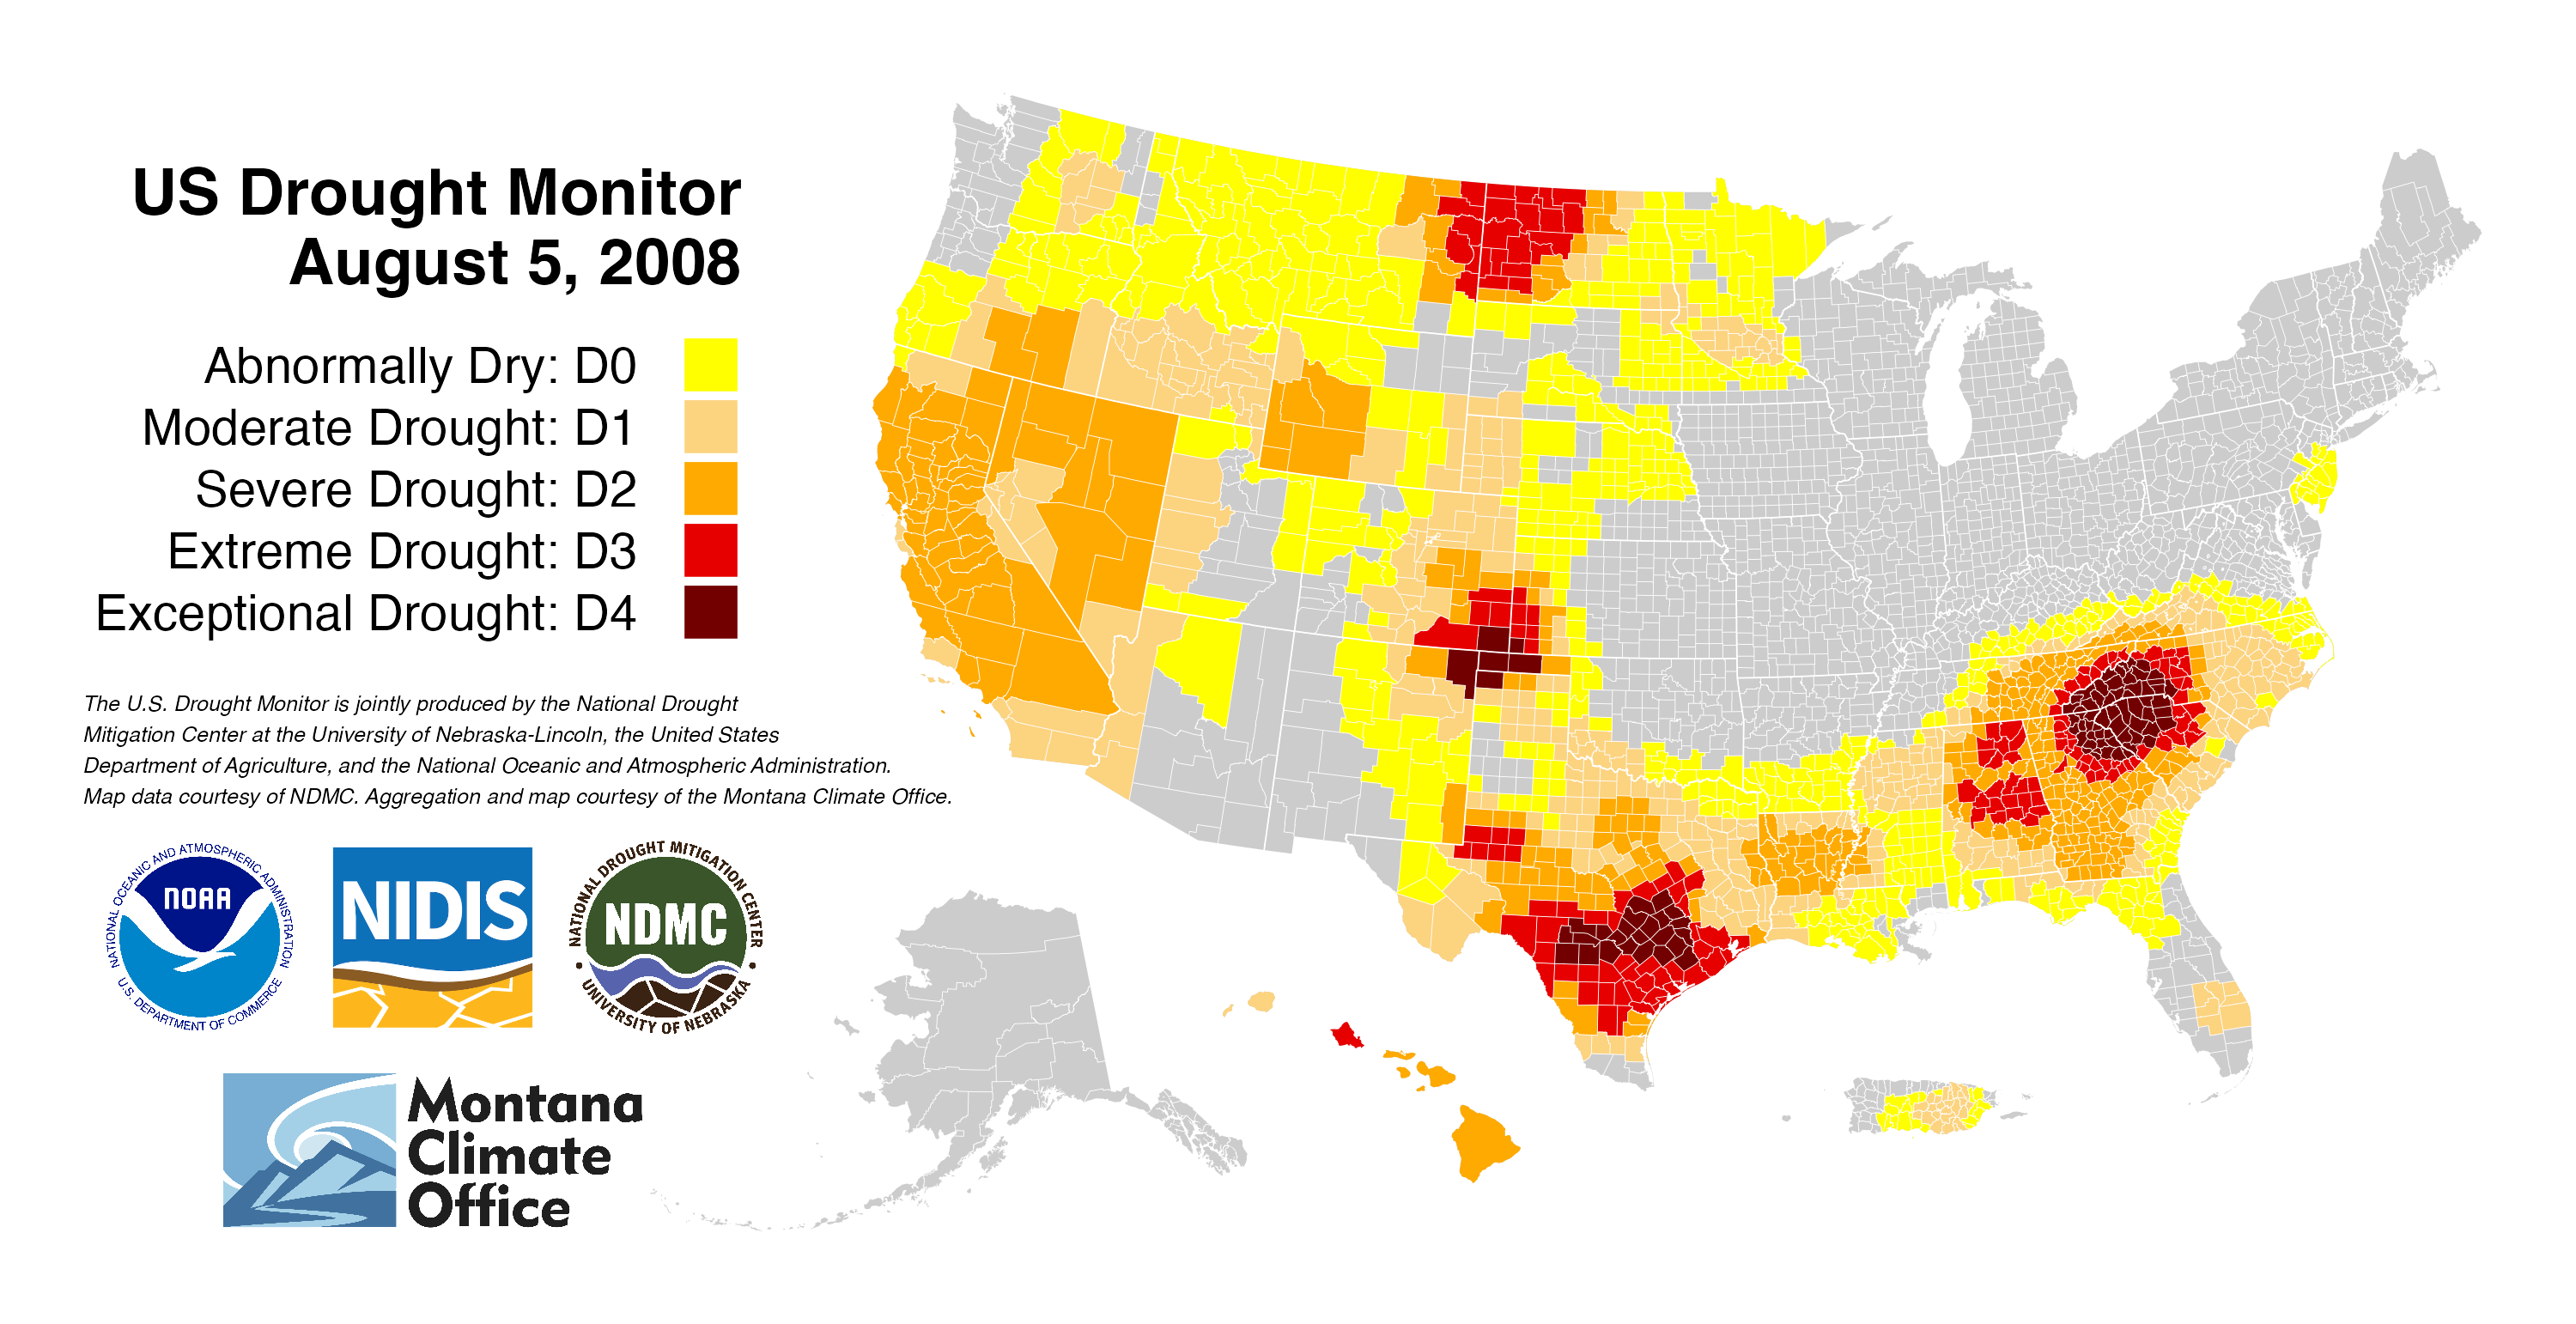 US Drought Monitor
August 5, 2008
Abnormally Dry: D0
Moderate Drought: D1
Severe Drought: D2
Extreme Drought: D3
Exceptional Drought: D4
The U.S. Drought Monitor is jointly produced by the National Drought
Mitigation Center at the University of Nebraska-Lincoln, the United States
Department of Agriculture, and the National Oceanic and Atmospheric Administration.
Map data courtesy of NDMC. Aggregation and map courtesy of the Montana Climate Office.
NATIONAL OCEANIC AND ATMOSPHERIC ADMINISTRATION
NOAA
U.S. DEPARTMENT OF COMMERCE
NIDIS
NATIONAL DROUGHT MITIGATION CENTER
NDMC
UNIVERSITY OF NEBRASKA
Montana
Climate
Office